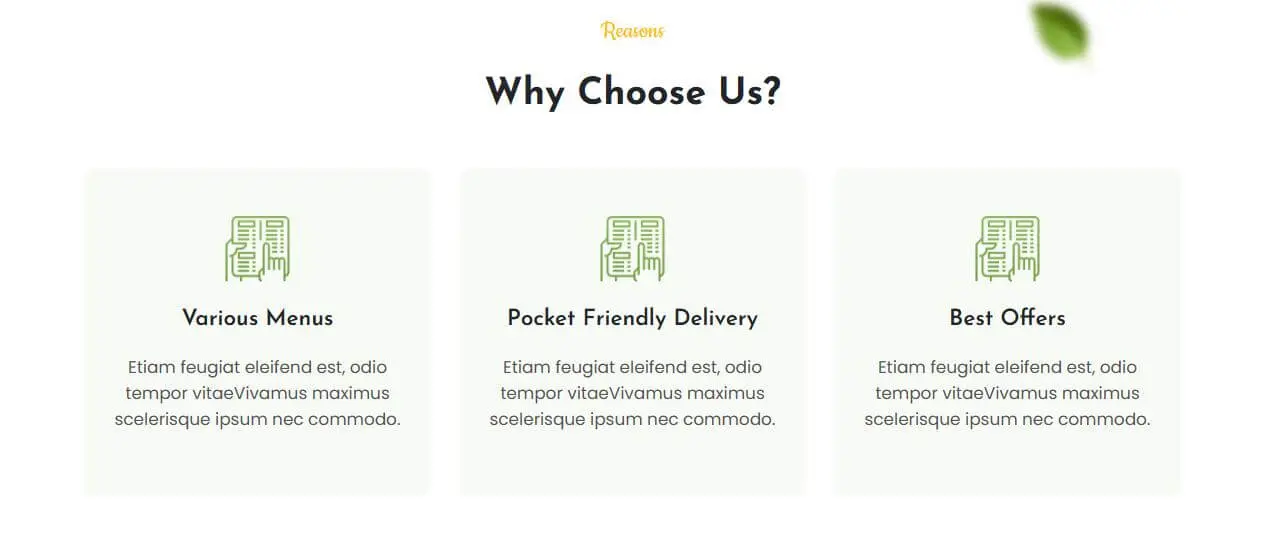 Reasons
Why Choose Us?
Various Menus
Etiam feugiat eleifend est, odio
tempor vitaeVivamus maximus
scelerisque ipsum nec commodo.
Pocket Friendly Delivery
Etiam feugiat eleifend est, odio
tempor vitaeVivamus maximus
scelerisque ipsum nec commodo.
Best Offers
Etiam feugiat eleifend est, odio
tempor vitaeVivamus maximus
scelerisque ipsum nec commodo.